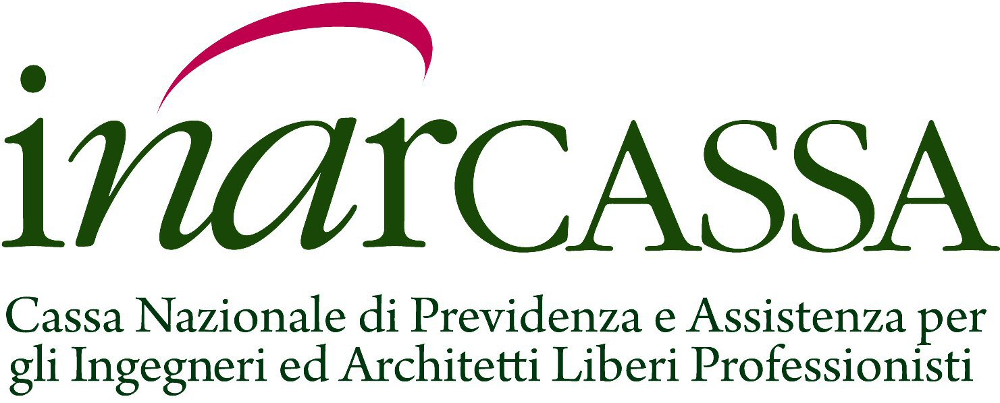 inarCASSA
Cassa Nazionale di Previdenza e Assistenza per
gli Ingegneri ed Architetti Liberi Professionisti